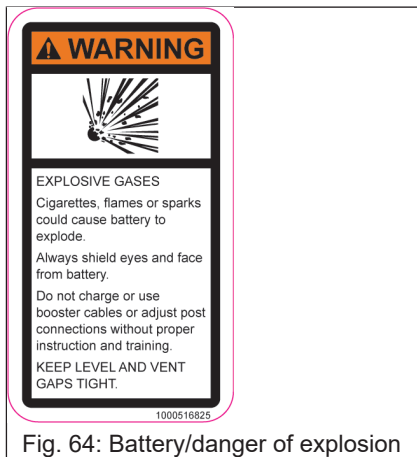 WARNING
EXPLOSIVE GASES
Cigarettes, flames or sparks
could cause battery to
explode.
Always shield eyes and face
from battery.
Do not charge or use
booster cables or adjust post
connections without proper
instruction and training.
KEEP LEVEL AND VENT
GAPS TIGHT.
1000516825
Fig. 64: Battery/danger of explosion